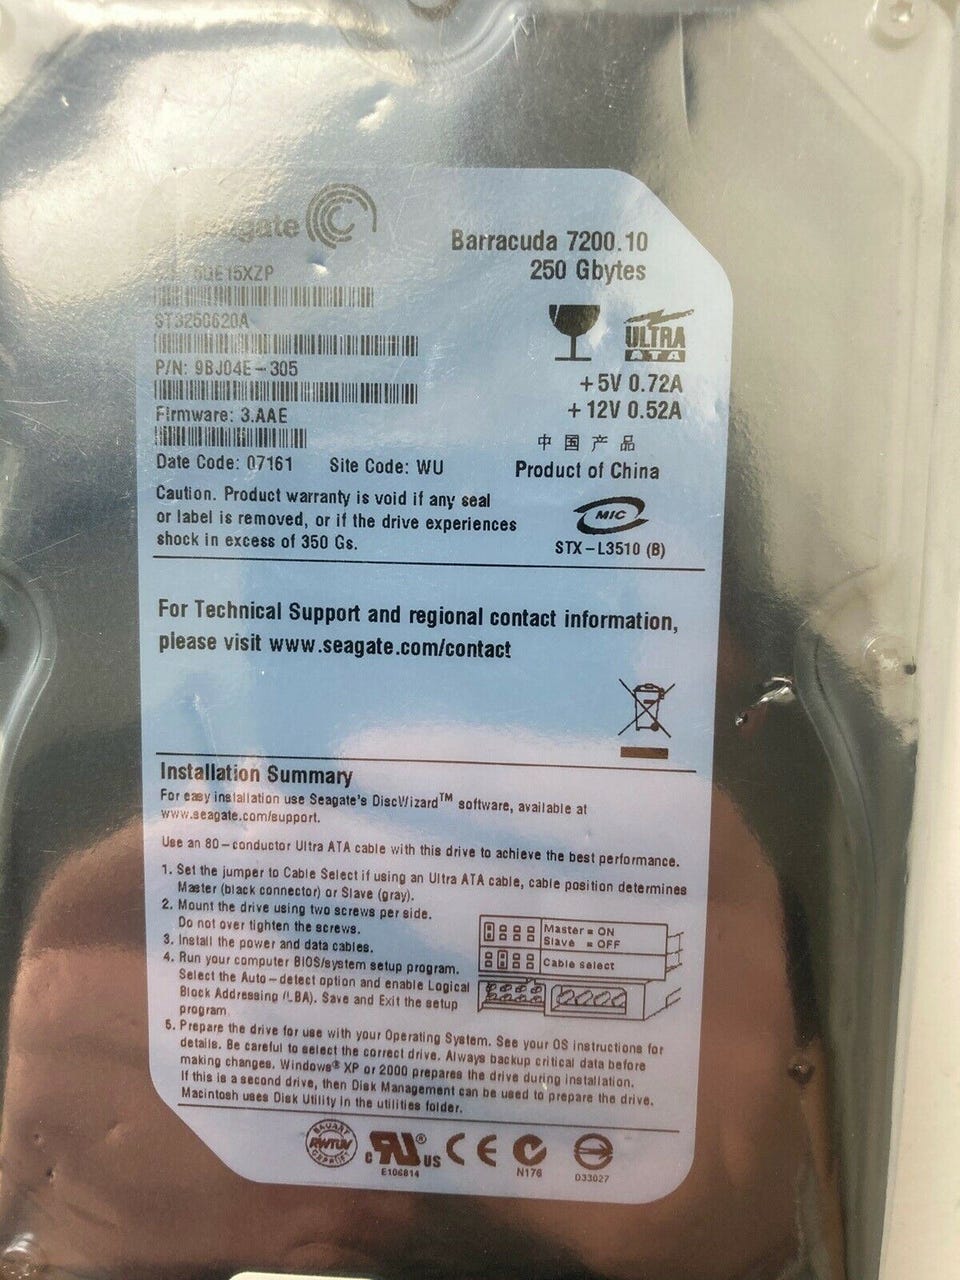 Seagate
Barracuda 7200.10
250 Gbytes
ST3250620A
P/N: 9BJ04E-305
Firmware: 3.AAE
Date Code: 07161 Site Code: WU
ULTRA
ATA
+5V 0.72A
+12V 0.52A
中国产品
Product of China
Caution. Product warranty is void if any seal
or label is removed, or if the drive experiences
shock in excess of 350 Gs.
MIC
STX-L3510 (B)
For Technical Support and regional contact information,
please visit www.seagate.com/contact
Installation Summary
For easy installation use Seagate's DiscWizard™ software, available at
www.seagate.com/support.
Use an 80-conductor Ultra ATA cable with this drive to achieve the best performance.
1. Set the jumper to Cable Select if using an Ultra ATA cable, cable position determines
Master (black connector) or Slave (gray).
2. Mount the drive using two screws per side.
Do not over tighten the screws.
3. Install the power and data cables.
4. Run your computer BIOS/system setup program.
Select the Auto-detect option and enable Logical
Block Addressing (LBA). Save and Exit the setup
program
Master = ON
Slave = OFF
Cable select
5. Prepare the drive for use with your Operating System. See your OS instructions for
details. Be careful to select the correct drive. Always backup critical data before
making changes. Windows® XP or 2000 prepares the drive during installation.
If this is a second drive, then Disk Management can be used to prepare the drive.
Macintosh uses Disk Utility in the utilities folder.
BAUART
RWTÜV
GEPRÜFT
c RU® US
E106814
CE
N176
D33027